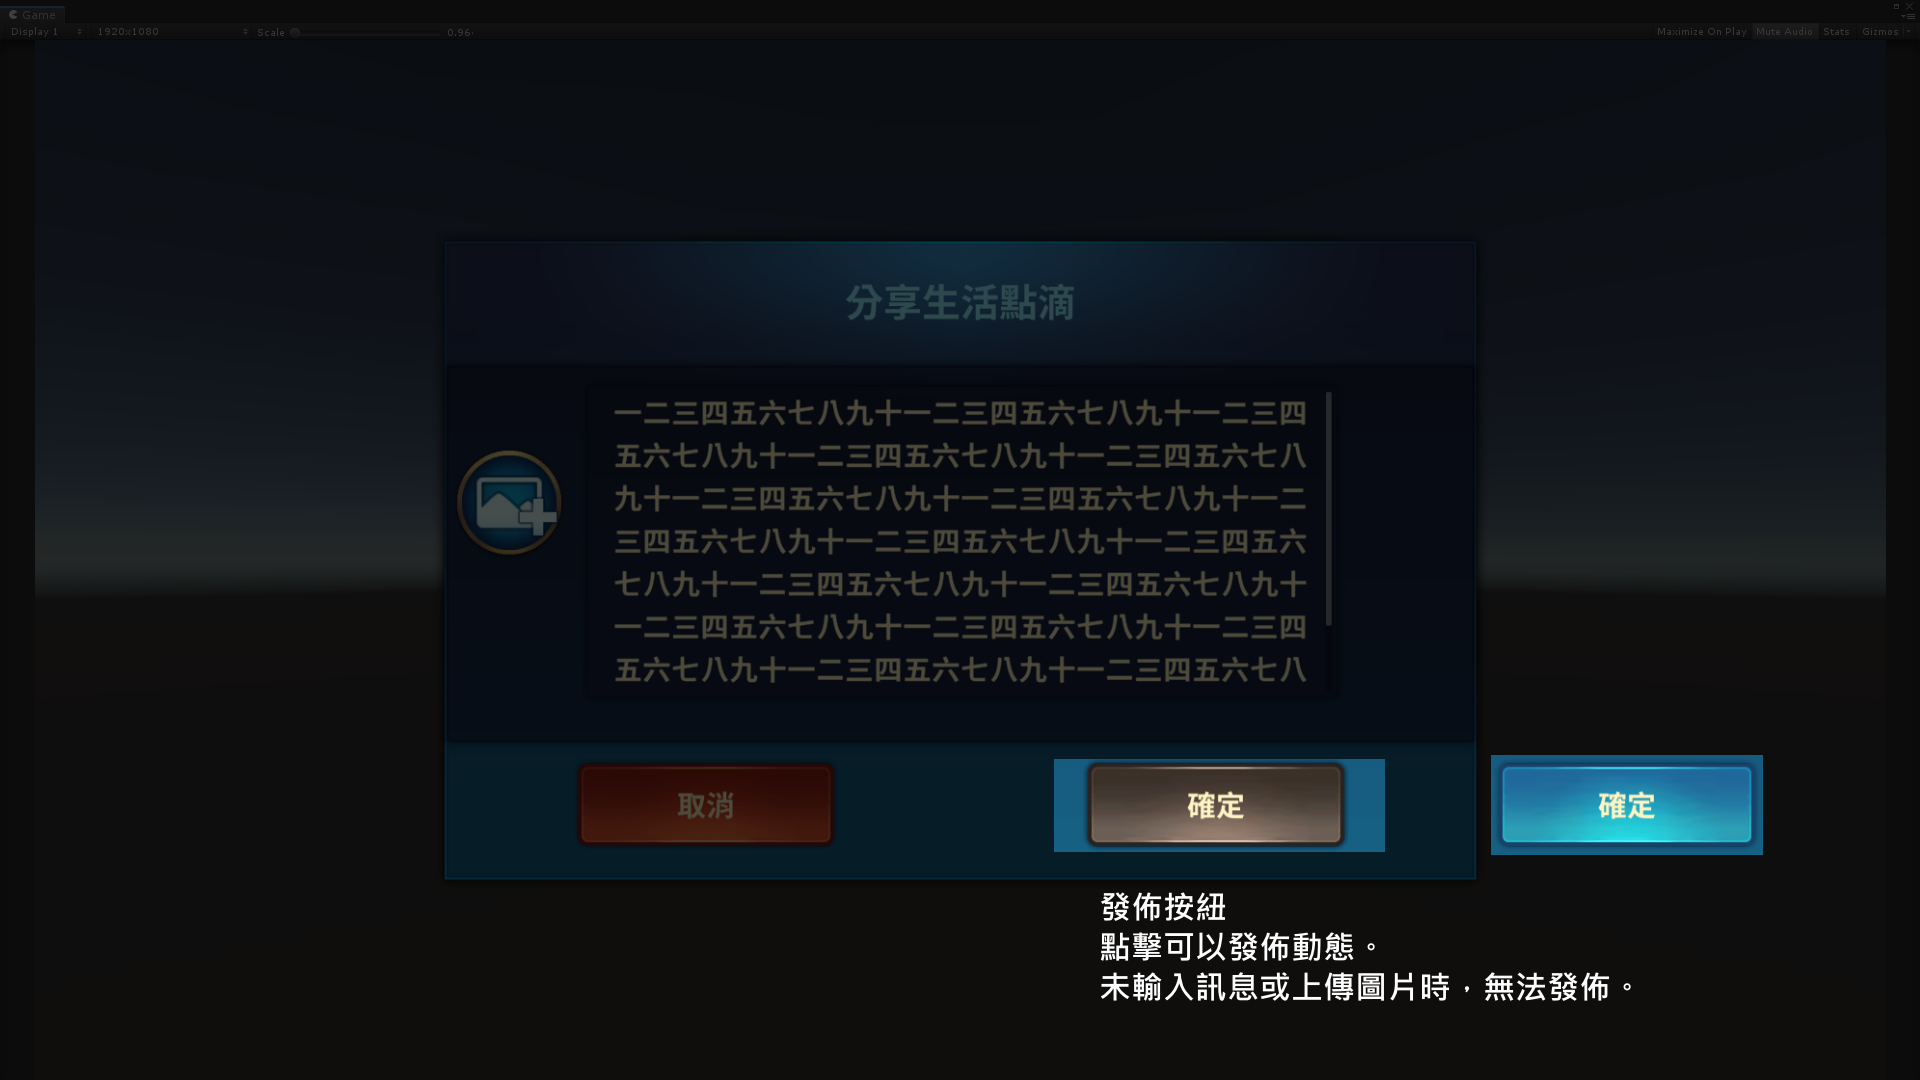 Game
Display 1
1920x1080
Scale
0.96
Maximize On Play
Mute Audio
Stats
Gizmos
分享生活點滴
一二三四五六七八九十一二三四五六七八九十一二三四
五六七八九十一二三四五六七八九十一二三四五六七八
九十一二三四五六七八九十一二三四五六七八九十一二
三四五六七八九十一二三四五六七八九十一二三四五六
七八九十一二三四五六七八九十一二三四五六七八九十
一二三四五六七八九十一二三四五六七八九十一二三四
五六七八九十一二三四五六七八九十一二三四五六七八
取消
確定
確定
發佈按紐
點擊可以發佈動態。
未輸入訊息或上傳圖片時，無法發佈。